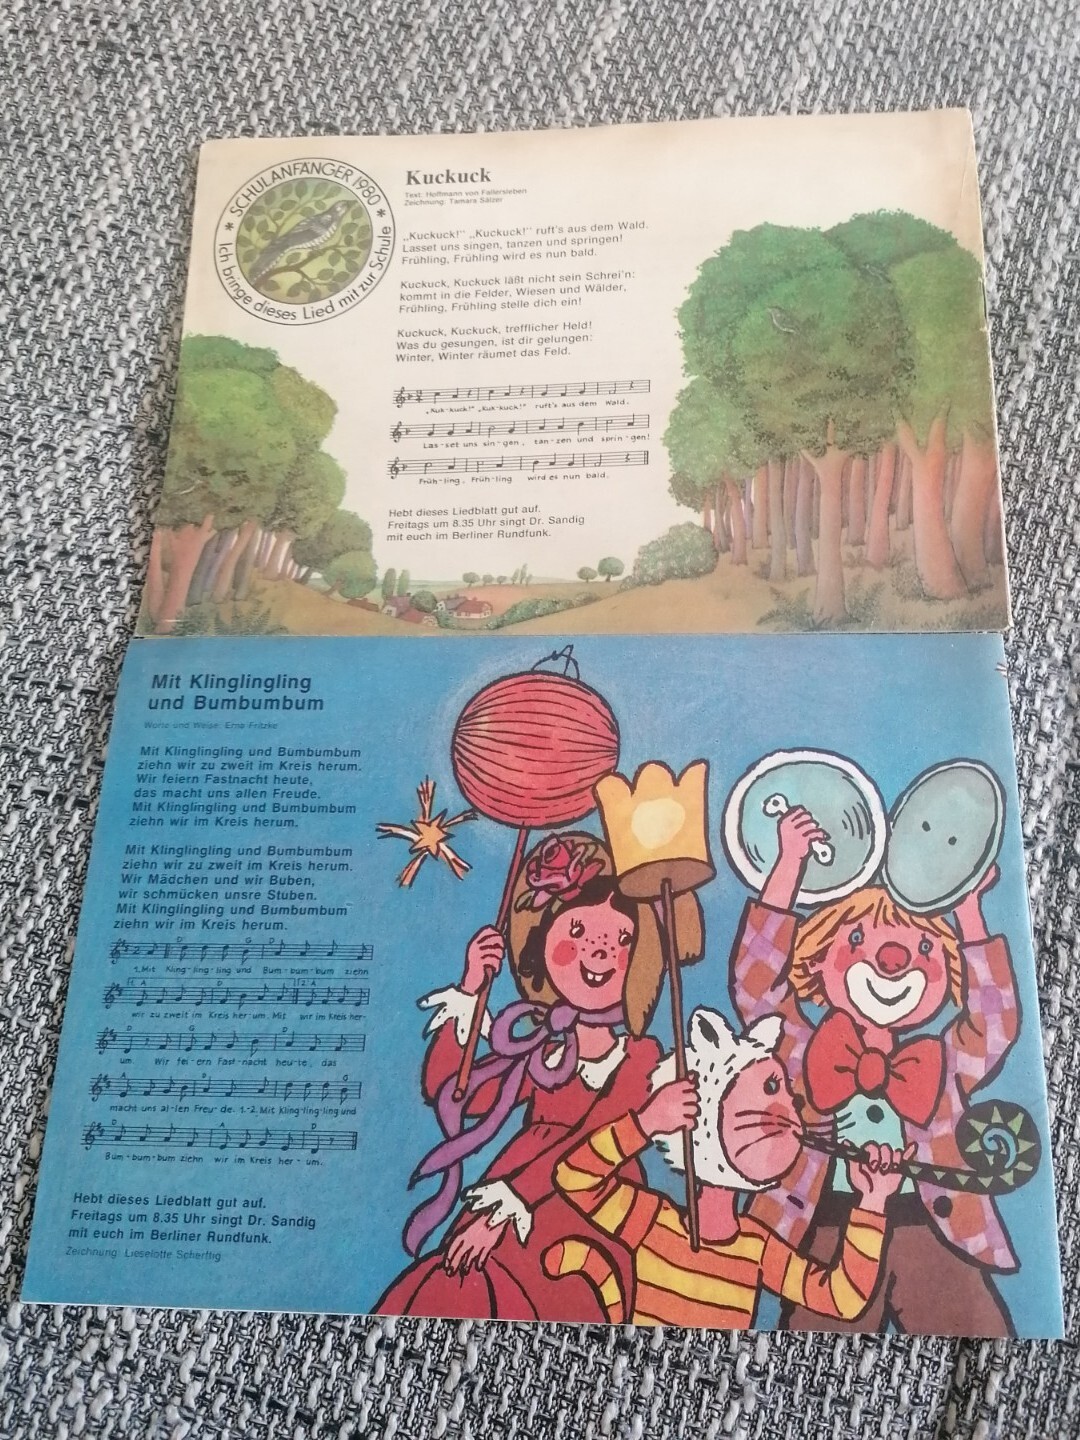 * SCHULANFÄNGER 1980 *
Ich bringe dieses Lied mit zur Schule
Kuckuck
Text: Hoffmann von Fallersleben
Zeichnung: Tamara Sälzer
„Kuckuck!“ „Kuckuck!“ ruft's aus dem Wald.
Lasset uns singen, tanzen und springen!
Frühling, Frühling wird es nun bald.
Kuckuck, Kuckuck läßt nicht sein Schrei'n:
kommt in die Felder, Wiesen und Wälder,
Frühling, Frühling stelle dich ein!
Kuckuck, Kuckuck, trefflicher Held!
Was du gesungen, ist dir gelungen:
Winter, Winter räumet das Feld.
„Kuk-kuck!“ „Kuk-kuck!“ ruft's aus dem Wald.
Las-set uns sin-gen, tan-zen und sprin-gen!
Früh-ling, Früh-ling wird es nun bald.
Hebt dieses Liedblatt gut auf.
Freitags um 8.35 Uhr singt Dr. Sandig
mit euch im Berliner Rundfunk.
Mit Klinglingling
und Bumbumbum
Worte und Weise: Erna Fritzke
Mit Klinglingling und Bumbumbum
ziehn wir zu zweit im Kreis herum.
Wir feiern Fastnacht heute,
das macht uns allen Freude.
Mit Klinglingling und Bumbumbum
ziehn wir im Kreis herum.
Mit Klinglingling und Bumbumbum
ziehn wir zu zweit im Kreis herum.
Wir Mädchen und wir Buben,
wir schmücken unsre Stuben.
Mit Klinglingling und Bumbumbum
ziehn wir im Kreis herum.
D G D
1. Mit Kling-ling-ling und Bum-bum-bum ziehn
1. A D 2. A
wir zu zweit im Kreis her-um. Mit wir im Kreis her-
D G D
um. Wir fei-ern Fast-nacht heu-te, das
A D G
macht uns al-len Freu-de. 1.-2. Mit Kling-ling-ling und
D A D
Bum-bum-bum ziehn wir im Kreis her-um.
Hebt dieses Liedblatt gut auf.
Freitags um 8.35 Uhr singt Dr. Sandig
mit euch im Berliner Rundfunk.
Zeichnung: Lieselotte Scherffig